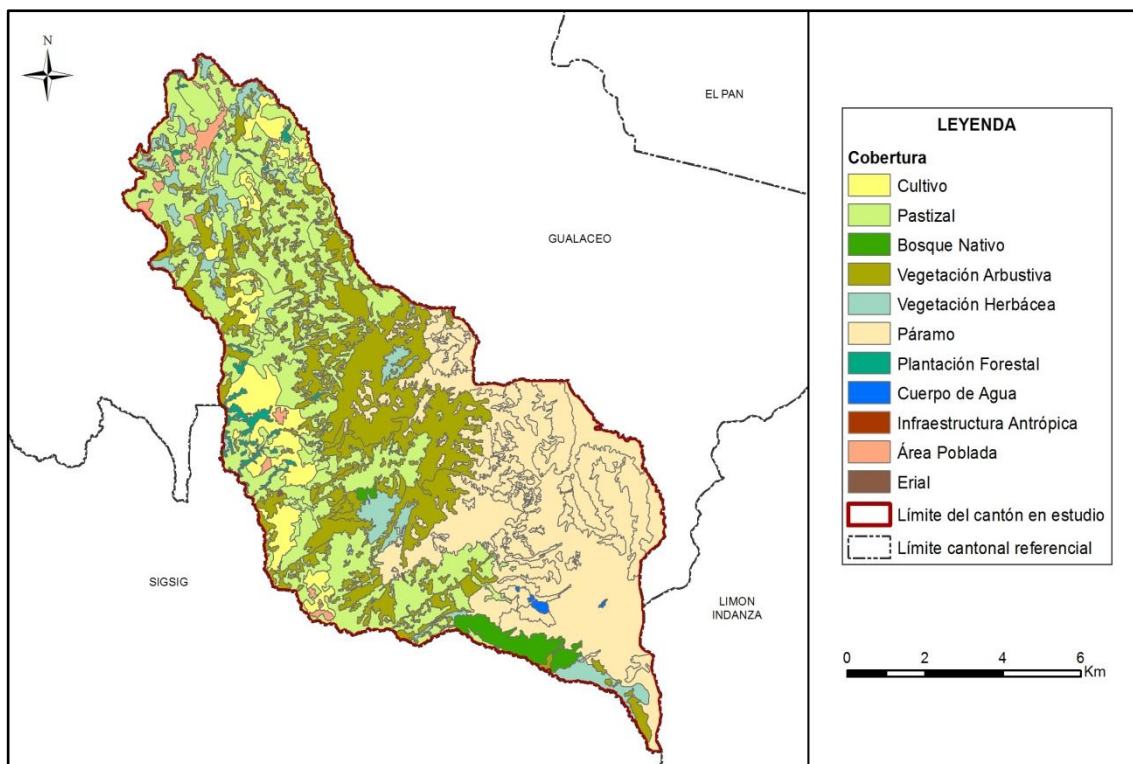 N
EL PAN
GUALACEO
SIGSIG
LIMON
INDANZA
LEYENDA
Cobertura
Cultivo
Pastizal
Bosque Nativo
Vegetación Arbustiva
Vegetación Herbácea
Páramo
Plantación Forestal
Cuerpo de Agua
Infraestructura Antrópica
Área Poblada
Erial
Límite del cantón en estudio
Límite cantonal referencial
0 2 4 6
Km